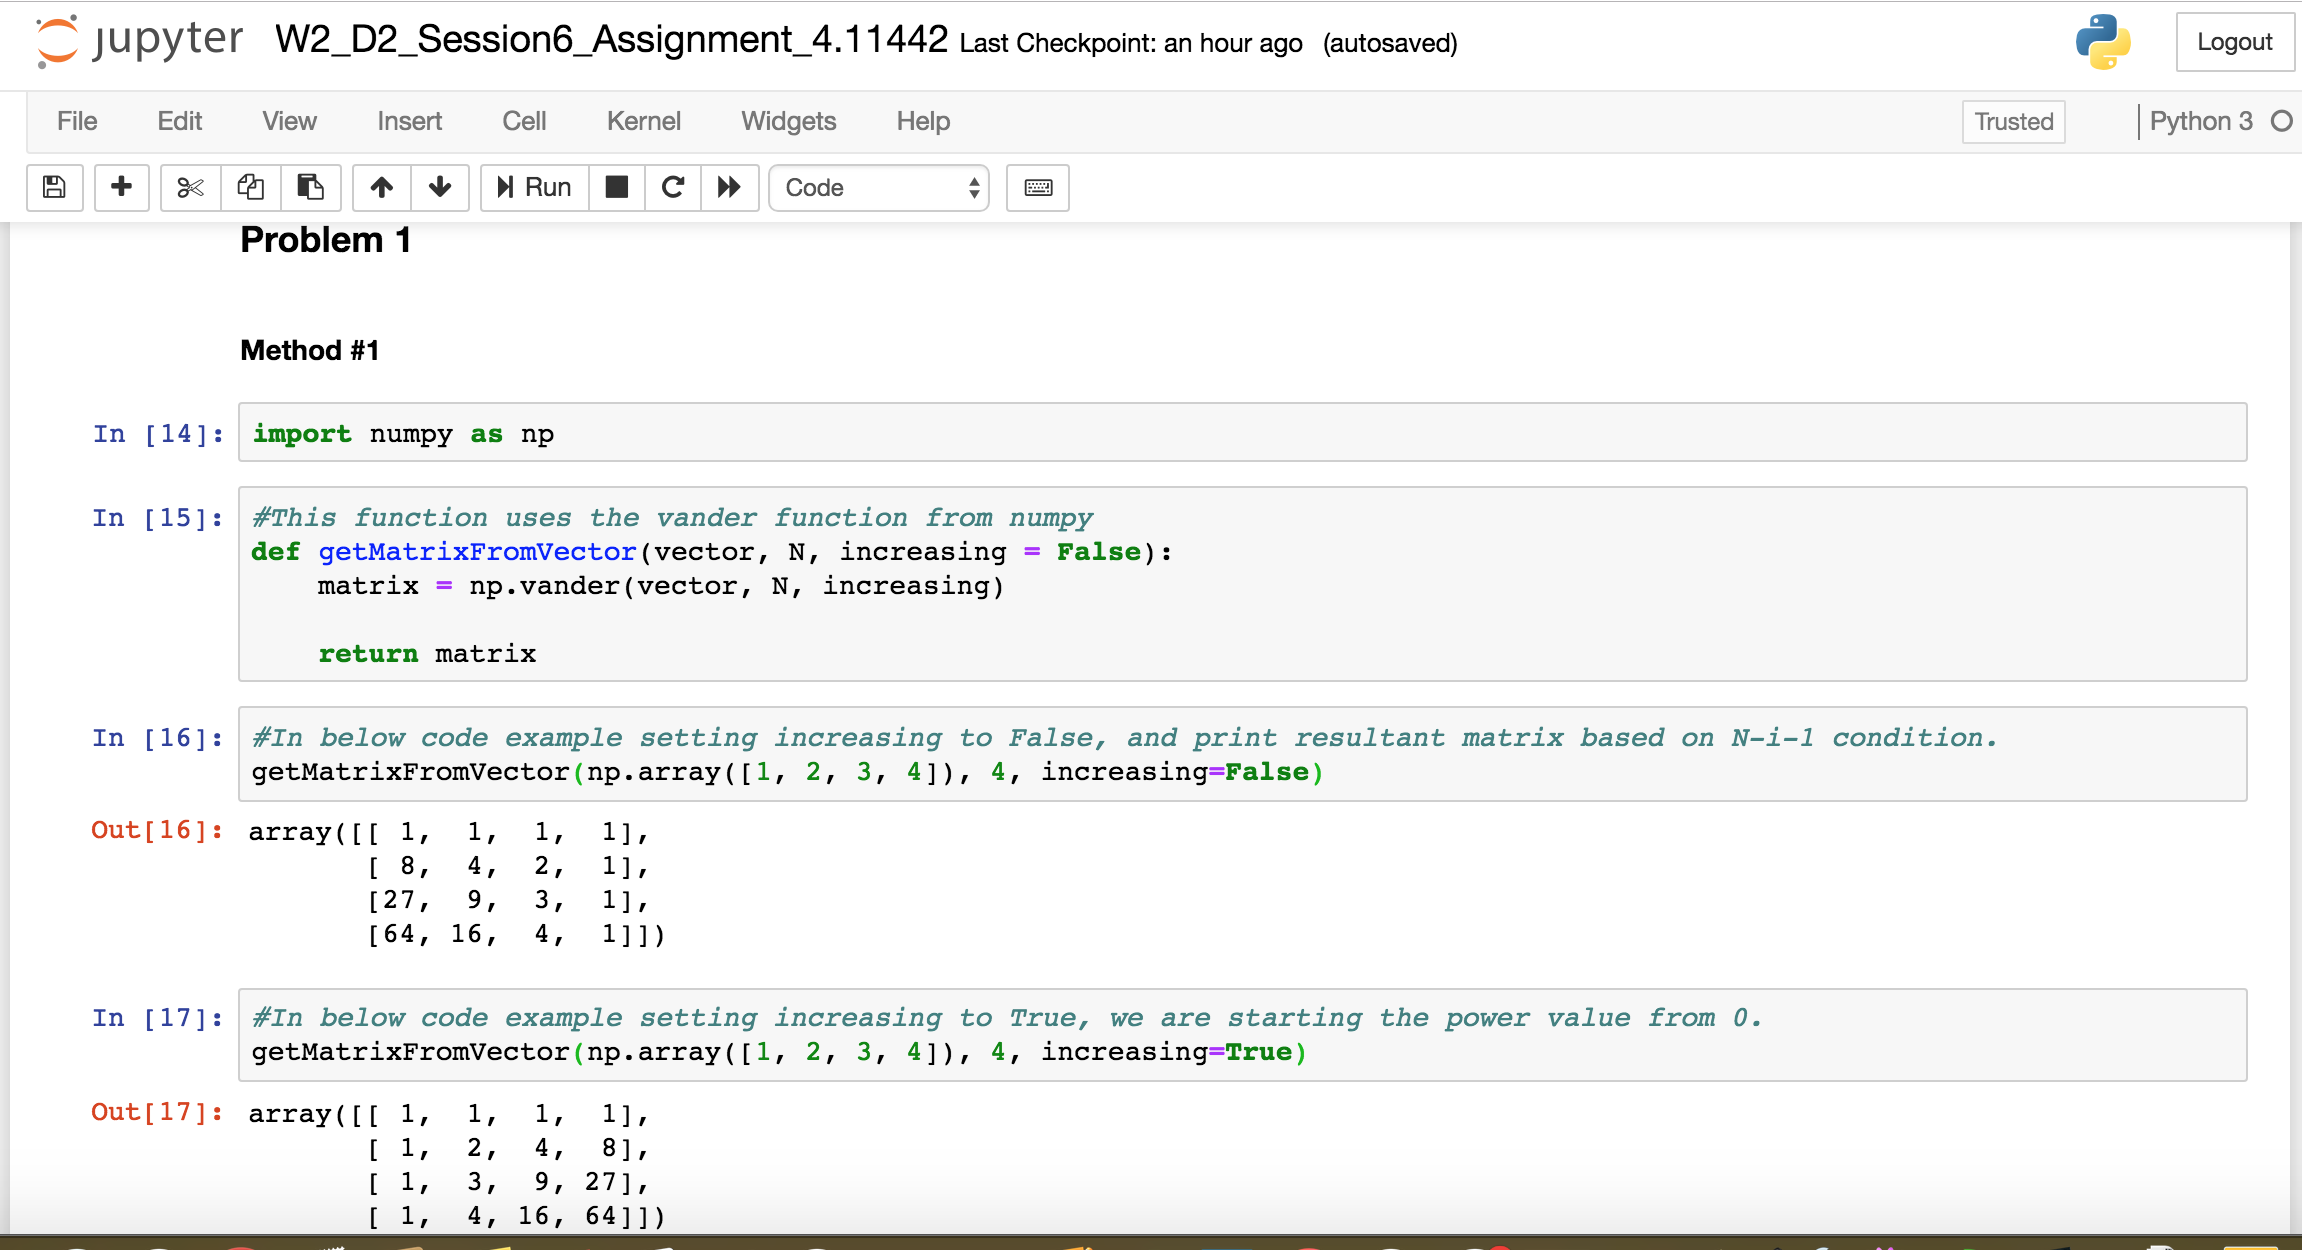 jupyter W2_D2_Session6_Assignment_4.11442 Last Checkpoint: an hour ago (autosaved) Logout
File Edit View Insert Cell Kernel Widgets Help Trusted Python 3
Run Code
Problem 1
Method #1
In [14]: import numpy as np
In [15]: #This function uses the vander function from numpy
def getMatrixFromVector(vector, N, increasing = False):
    matrix = np.vander(vector, N, increasing)
    return matrix
In [16]: #In below code example setting increasing to False, and print resultant matrix based on N-i-1 condition.
getMatrixFromVector(np.array([1, 2, 3, 4]), 4, increasing=False)
Out[16]: array([[ 1,  1,  1,  1],
       [ 8,  4,  2,  1],
       [27,  9,  3,  1],
       [64, 16,  4,  1]])
In [17]: #In below code example setting increasing to True, we are starting the power value from 0.
getMatrixFromVector(np.array([1, 2, 3, 4]), 4, increasing=True)
Out[17]: array([[ 1,  1,  1,  1],
       [ 1,  2,  4,  8],
       [ 1,  3,  9, 27],
       [ 1,  4, 16, 64]])